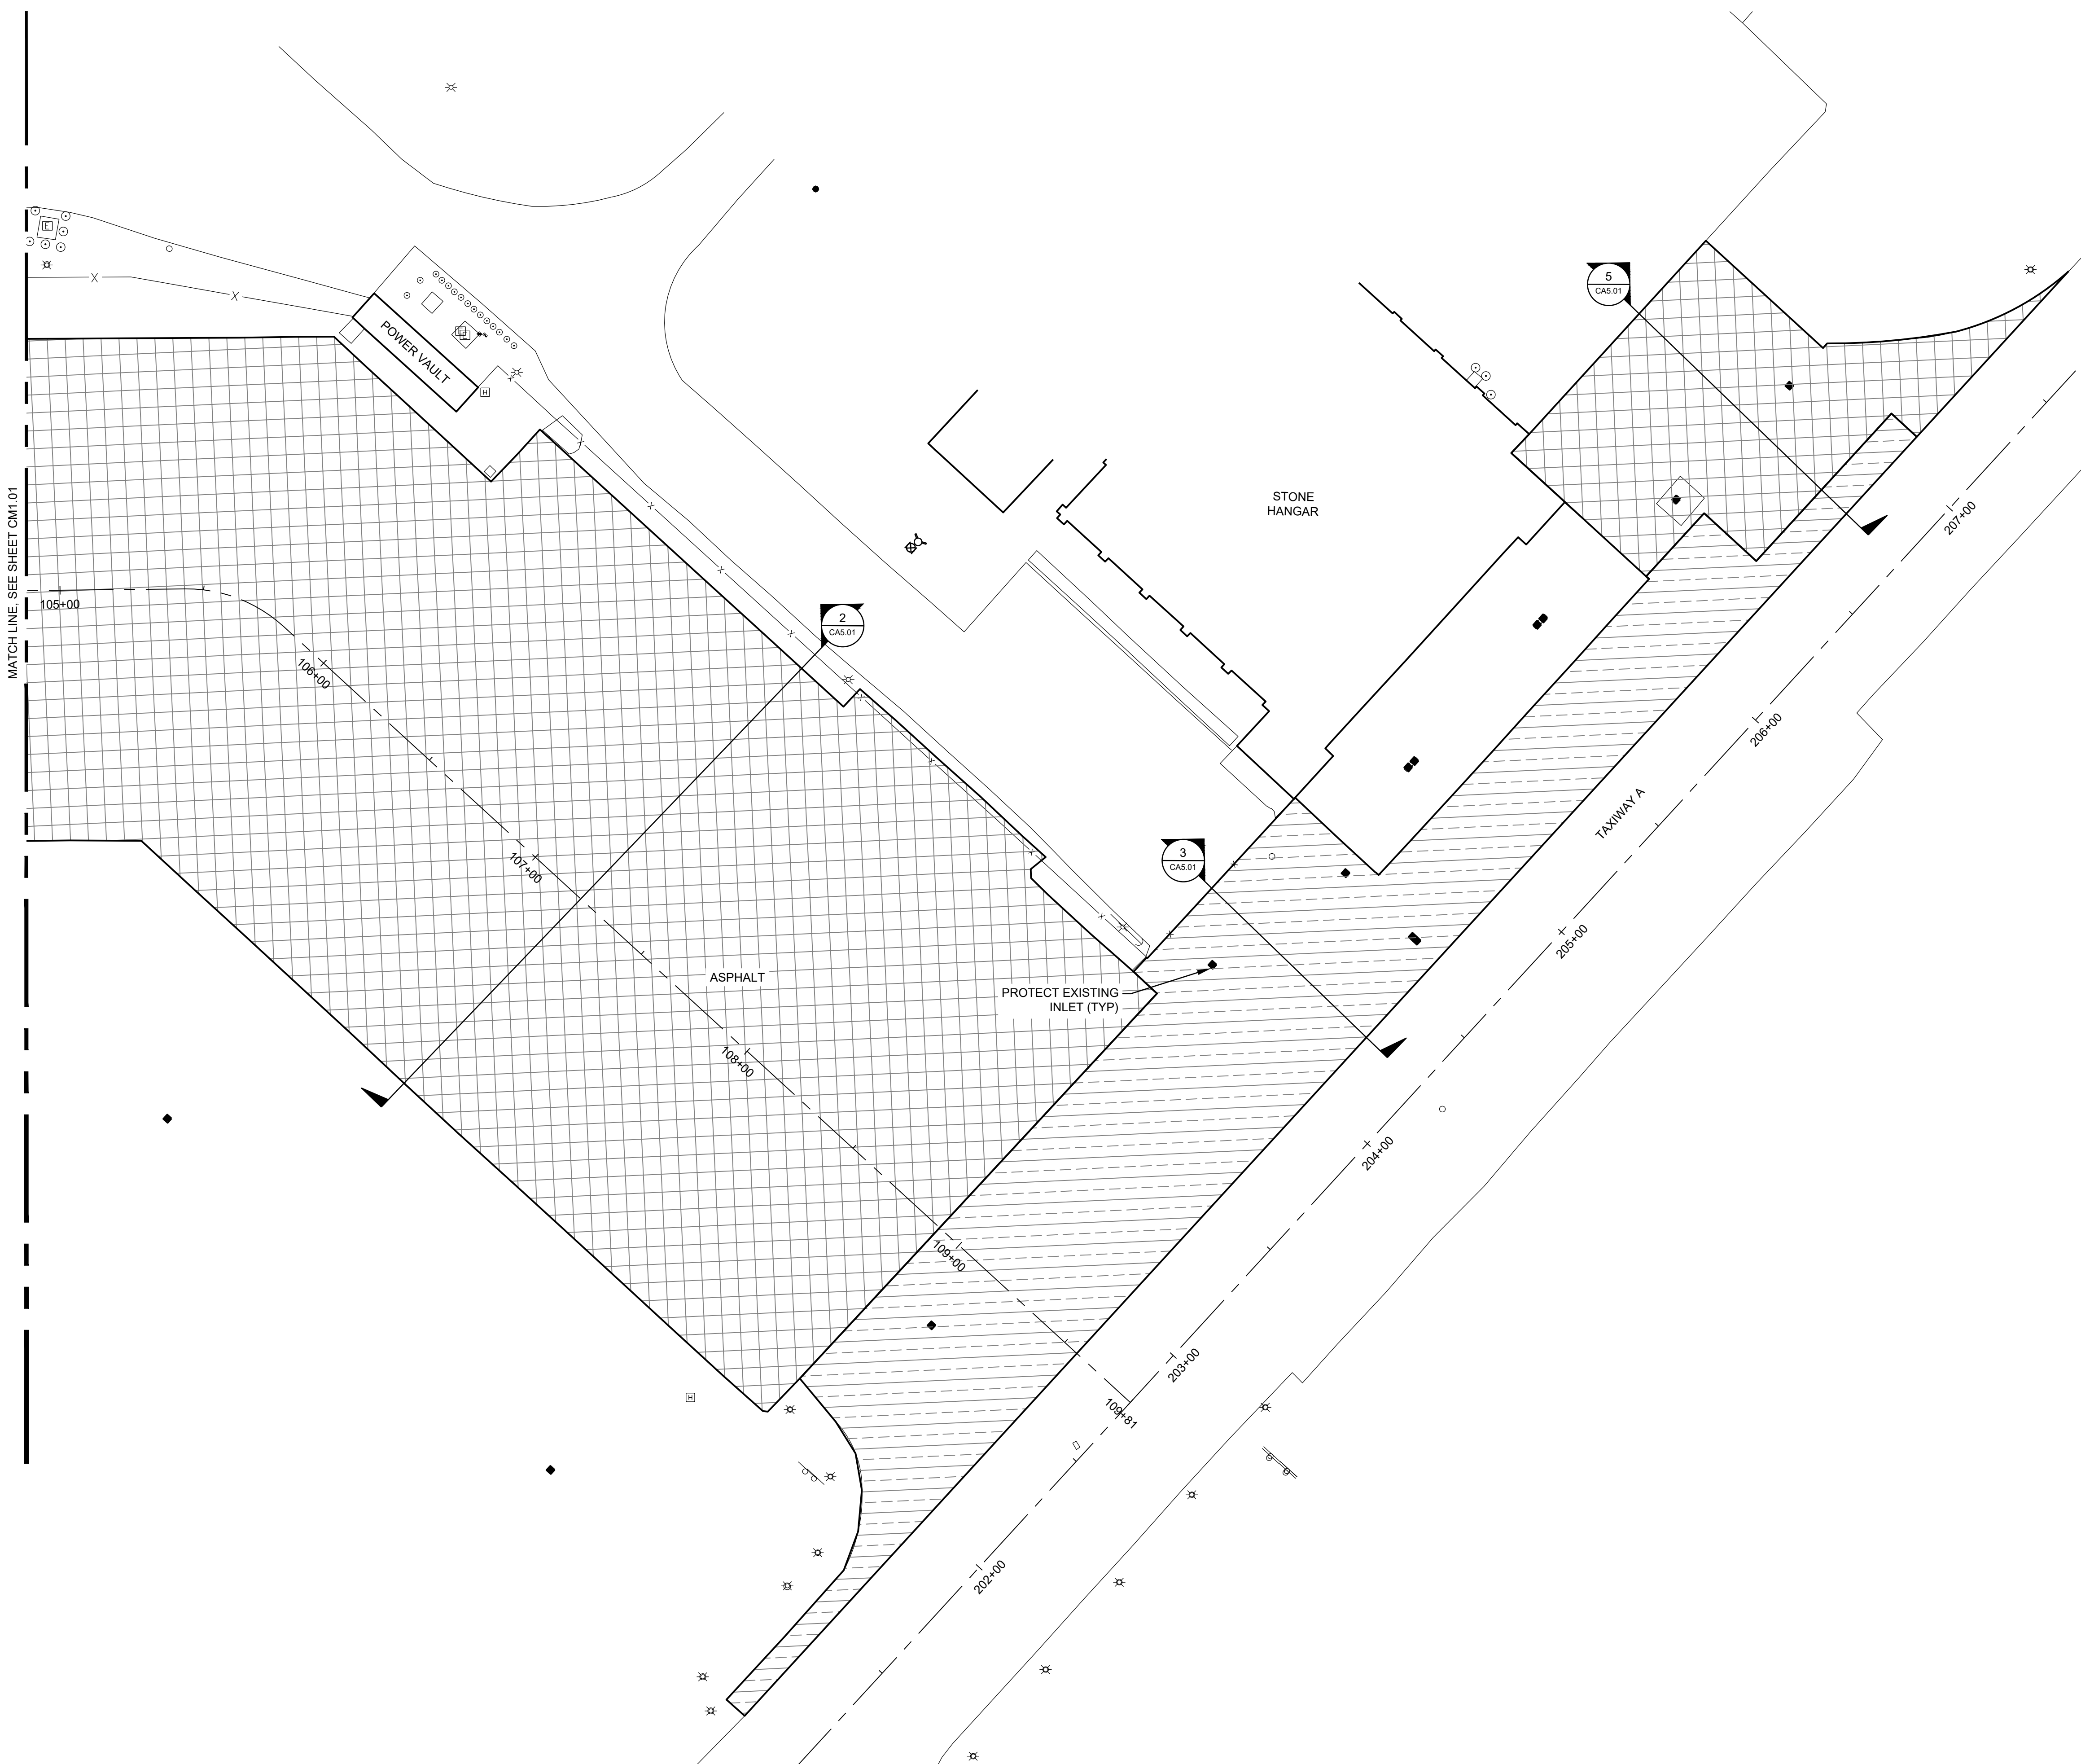 5
CA5.01
E
POWER VAULT
E
E
H
MATCH LINE, SEE SHEET CM1.01
STONE
HANGAR
207+00
105+00
2
CA5.01
106+00
206+00
TAXIWAY A
3
CA5.01
107+00
205+00
ASPHALT
PROTECT EXISTING
INLET (TYP)
108+00
204+00
109+00
203+00
H
109+81
202+00